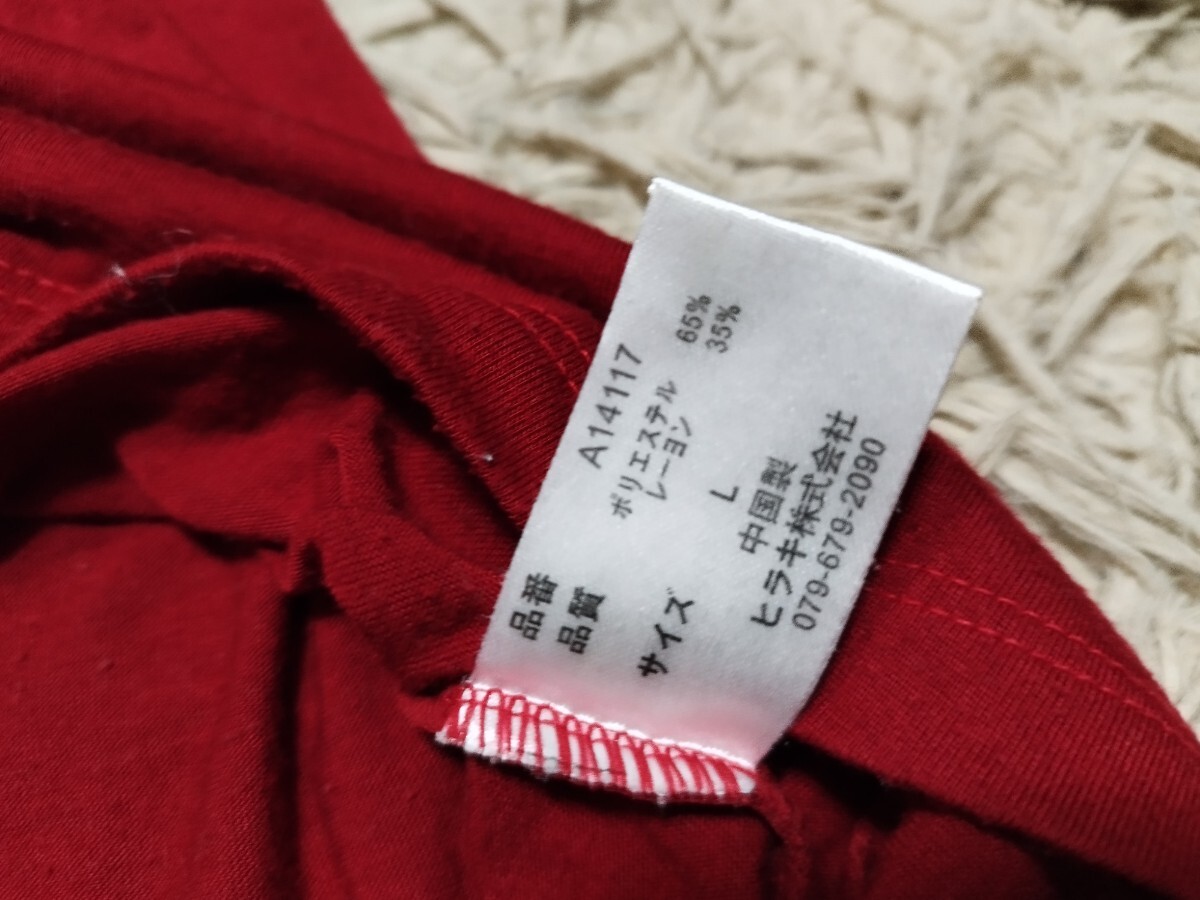 品番 A14117
品質 ポリエステル 65%
レーヨン 35%
サイズ L
中国製
ヒラキ株式会社
079-679-2090